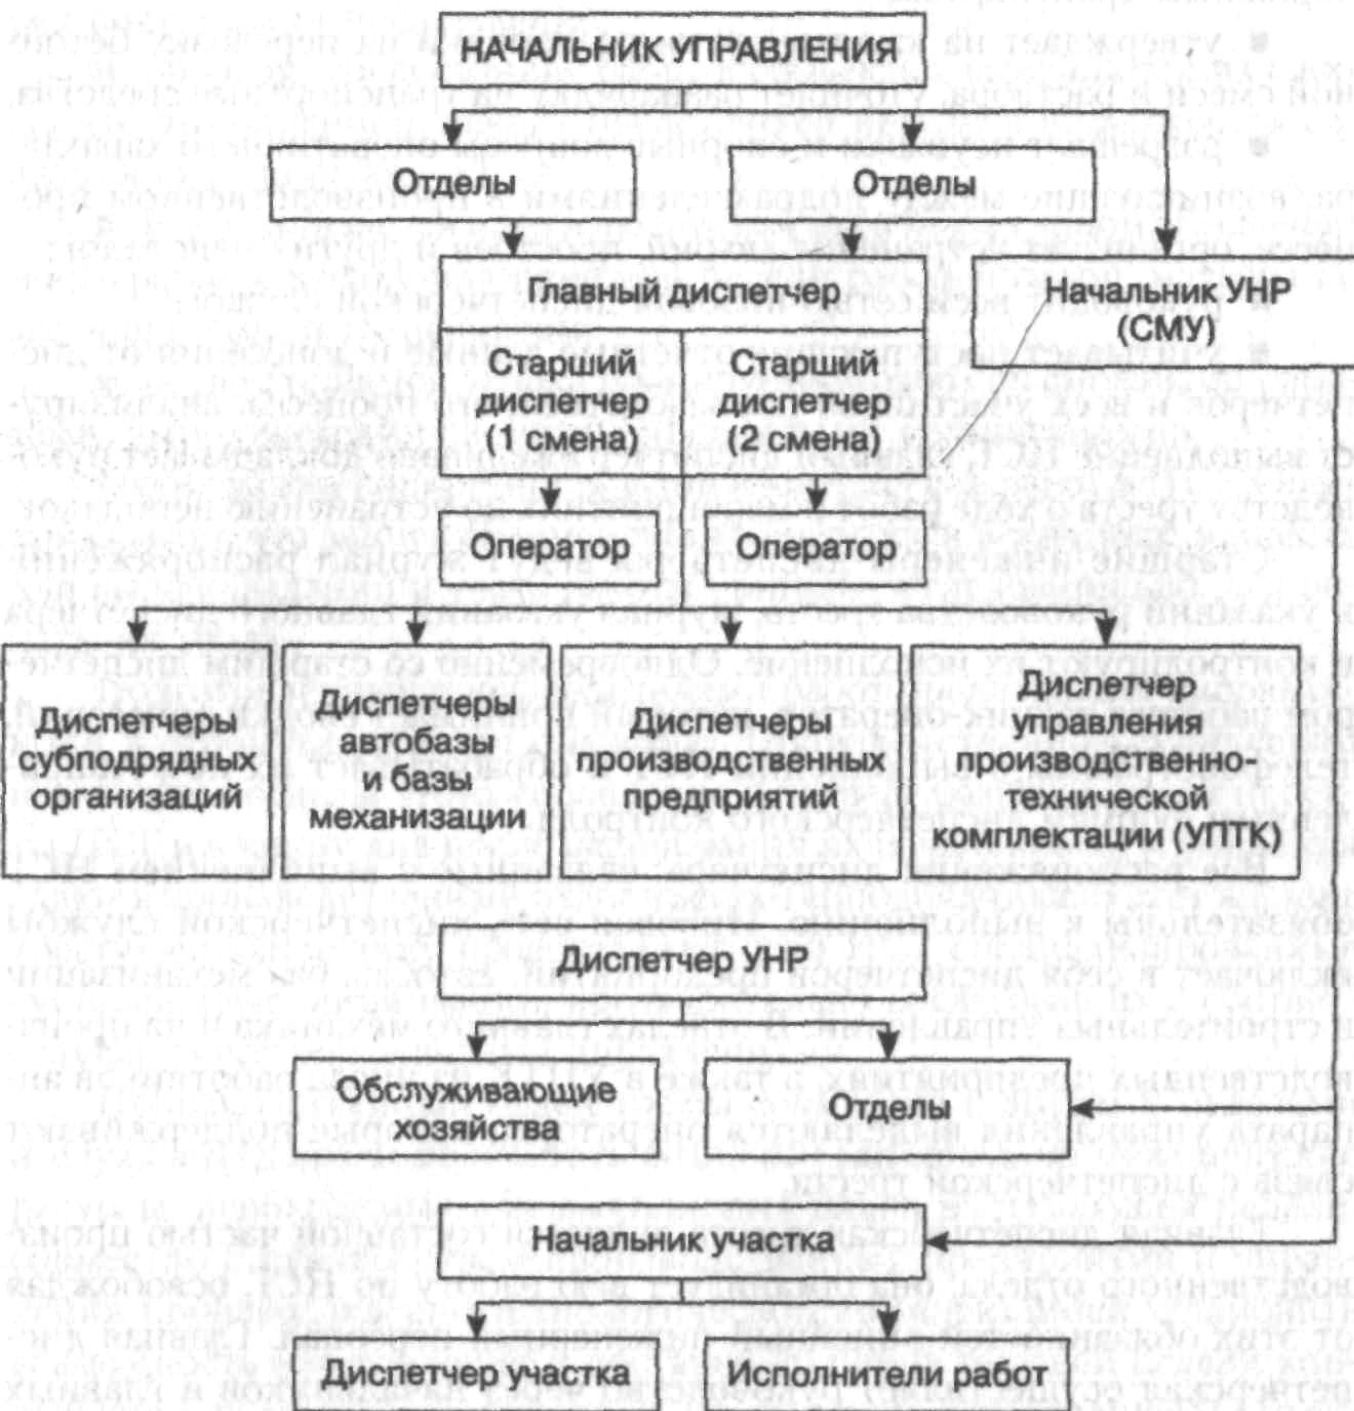 НАЧАЛЬНИК УПРАВЛЕНИЯ
Отделы
Отделы
Главный диспетчер
Начальник УНР
(СМУ)
Старший
диспетчер
(1 смена)
Старший
диспетчер
(2 смена)
Оператор
Оператор
Диспетчеры
субподрядных
организаций
Диспетчеры
автобазы
и базы
механизации
Диспетчеры
производственных
предприятий
Диспетчер
управления
производственно-
технической
комплектации (УПТК)
Диспетчер УНР
Обслуживающие
хозяйства
Отделы
Начальник участка
Диспетчер участка
Исполнители работ